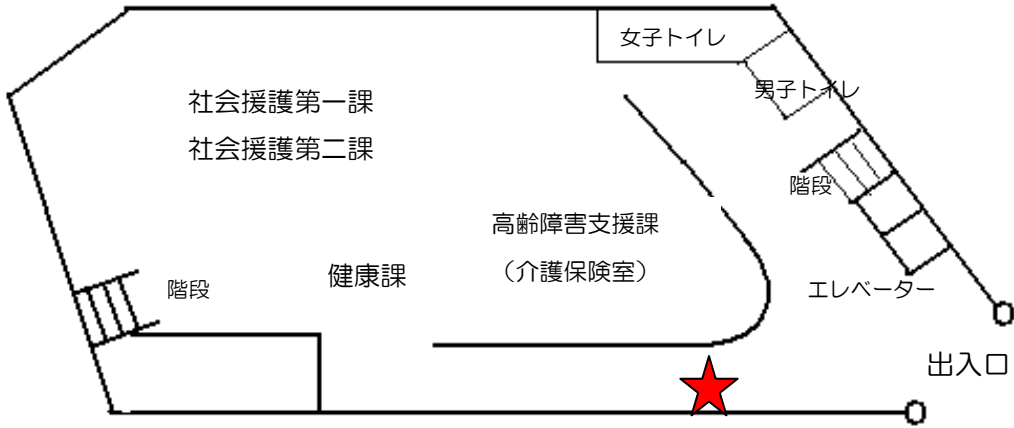 女子トイレ
男子トイレ
社会援護第一課
社会援護第二課
階段
高齢障害支援課
（介護保険室）
健康課
階段
エレベーター
出入口